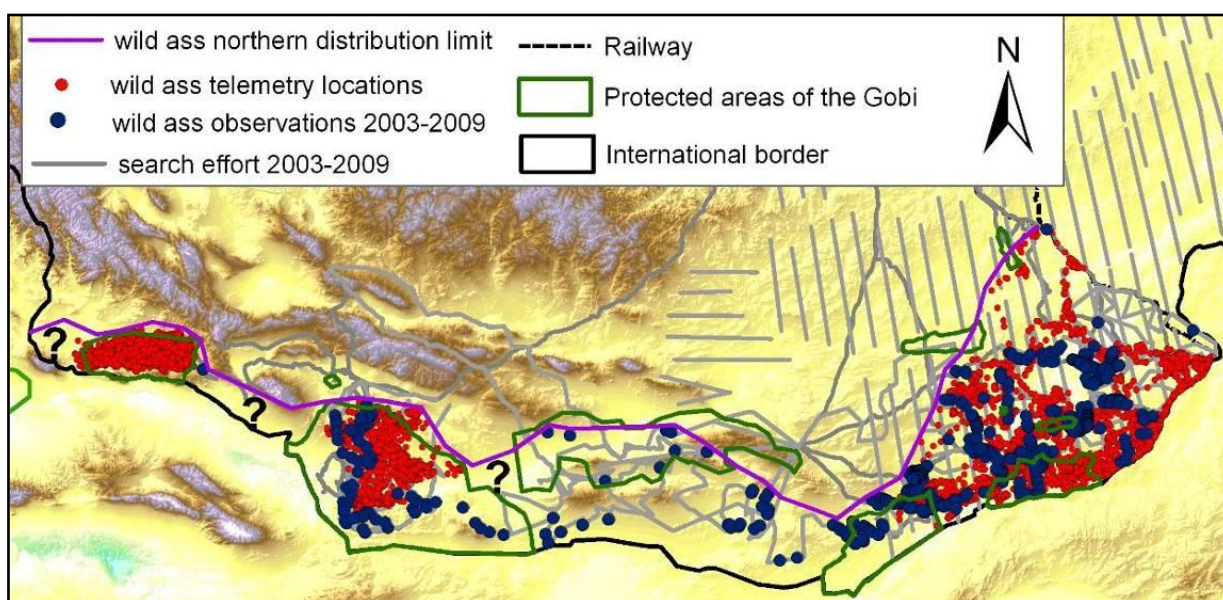 wild ass northern distribution limit
wild ass telemetry locations
wild ass observations 2003-2009
search effort 2003-2009
Railway
Protected areas of the Gobi
International border
N
?
?
?